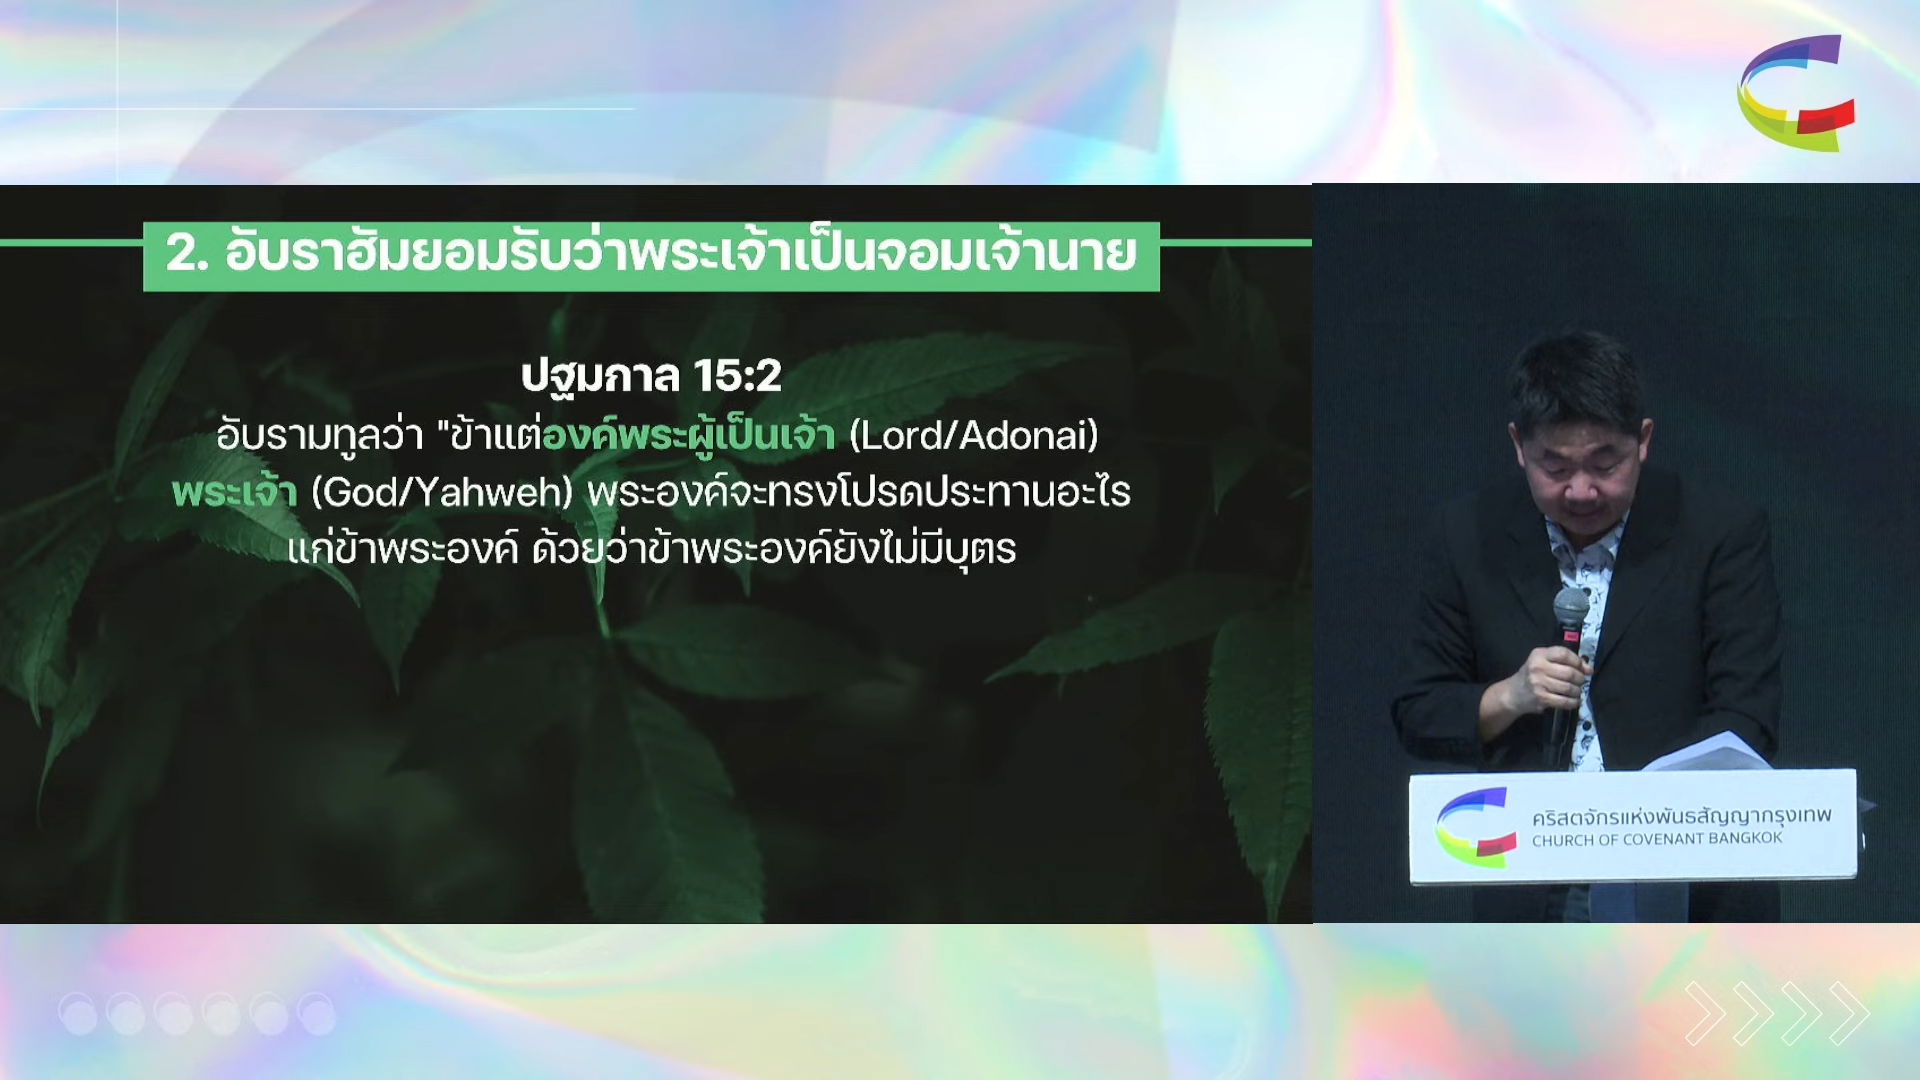 2. อับราฮัมยอมรับว่าพระเจ้าเป็นจอมเจ้านาย
ปฐมกาล 15:2
อับรามทูลว่า "ข้าแต่องค์พระผู้เป็นเจ้า (Lord/Adonai)
พระเจ้า (God/Yahweh) พระองค์จะทรงโปรดประทานอะไร
แก่ข้าพระองค์ ด้วยว่าข้าพระองค์ยังไม่มีบุตร
คริสตจักรแห่งพันธสัญญากรุงเทพ
CHURCH OF COVENANT BANGKOK